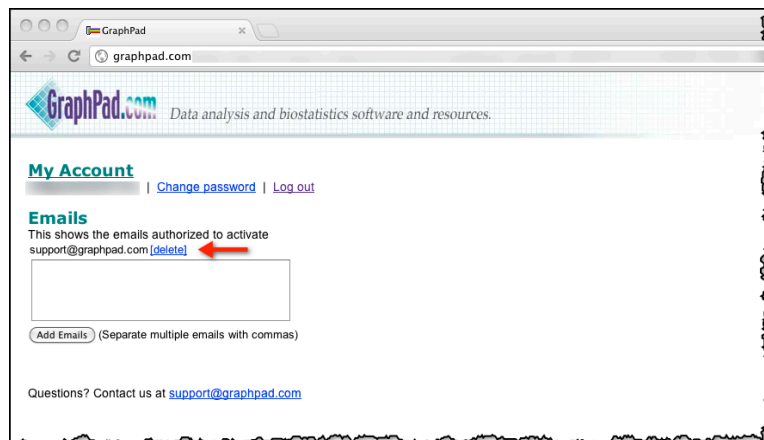 GraphPad
graphpad.com
GraphPad.com Data analysis and biostatistics software and resources.
My Account
| Change password | Log out
Emails
This shows the emails authorized to activate
support@graphpad.com [delete]
Add Emails (Separate multiple emails with commas)
Questions? Contact us at support@graphpad.com